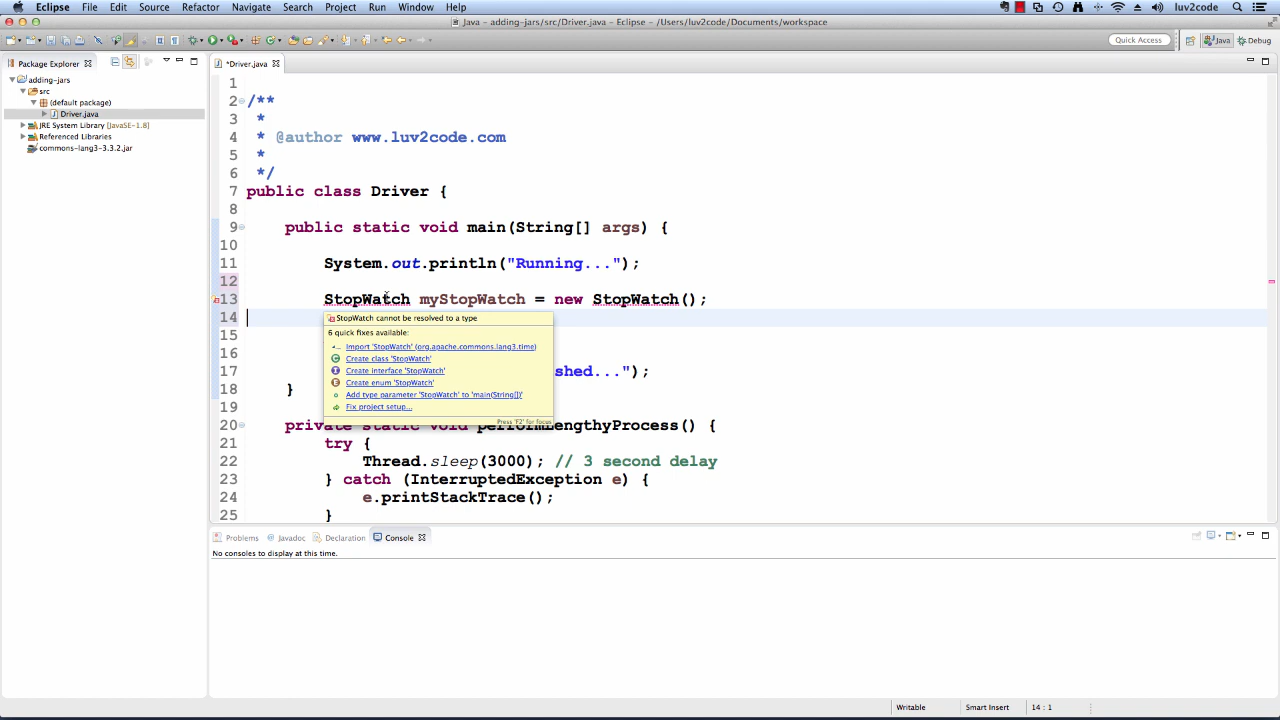 Eclipse File Edit Source Refactor Navigate Search Project Run Window Help luv2code
Java - adding-jars/src/Driver.java - Eclipse - /Users/luv2code/Documents/workspace
Quick Access Java Debug
Package Explorer
adding-jars
src
(default package)
Driver.java
JRE System Library [JavaSE-1.8]
Referenced Libraries
commons-lang3-3.3.2.jar
*Driver.java
1
2 /**
3 *
4 * @author www.luv2code.com
5 *
6 */
7 public class Driver {
8
9 public static void main(String[] args) {
10
11 System.out.println("Running...");
12
13 StopWatch myStopWatch = new StopWatch();
14
15
16
17 shed...");
18 }
19
20 private static void performLengthyProcess() {
21 try {
22 Thread.sleep(3000); // 3 second delay
23 } catch (InterruptedException e) {
24 e.printStackTrace();
25 }
StopWatch cannot be resolved to a type
6 quick fixes available:
Import 'StopWatch' (org.apache.commons.lang3.time)
Create class 'StopWatch'
Create interface 'StopWatch'
Create enum 'StopWatch'
Add type parameter 'StopWatch' to 'main(String[])'
Fix project setup...
Press 'F2' for focus
Problems Javadoc Declaration Console
No consoles to display at this time.
Writable Smart Insert 14 : 1